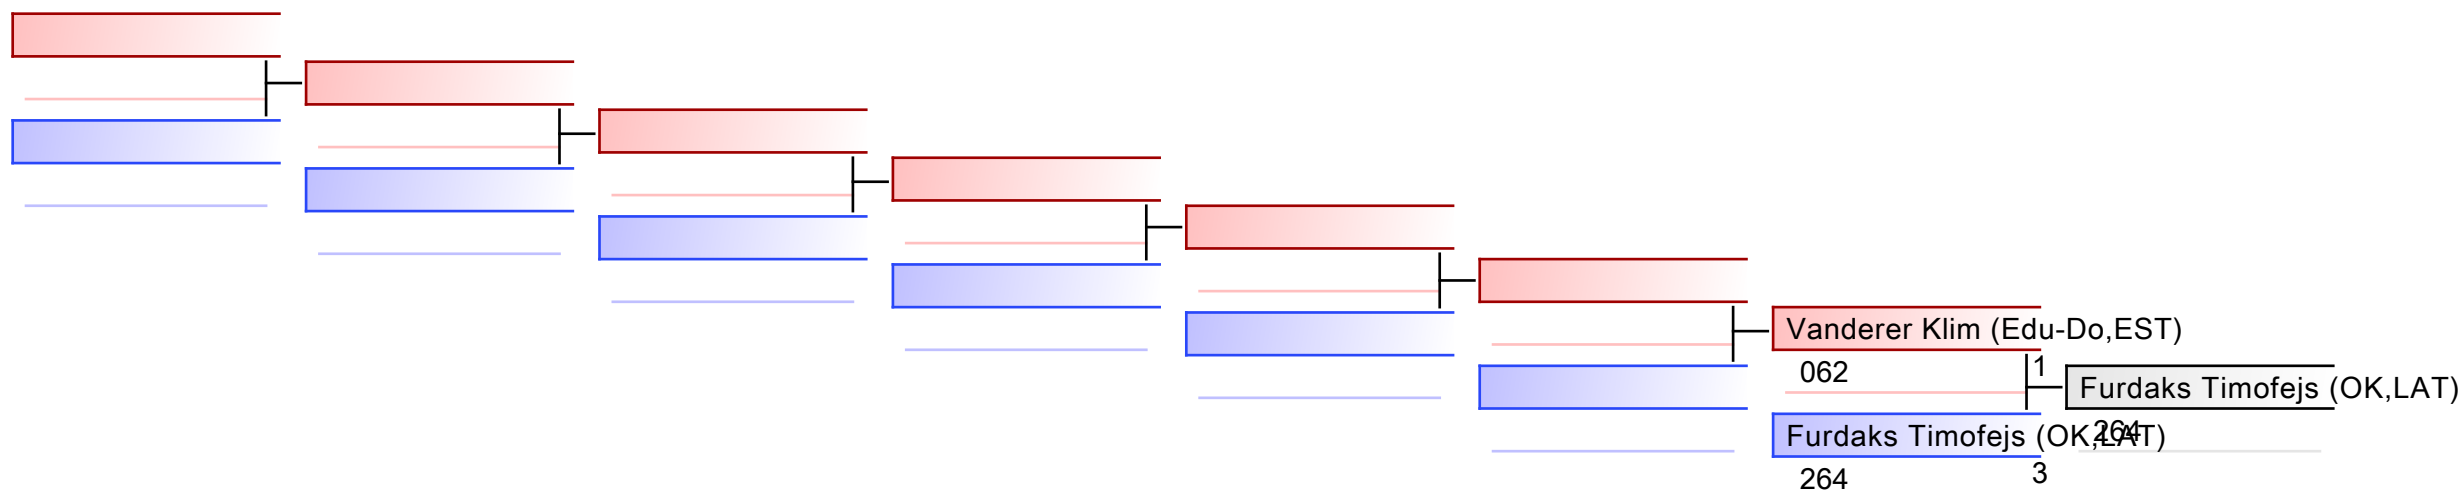 Vanderer Klim (Edu-Do,EST)
062
1
Furdaks Timofejs (OK,LAT)
264
Furdaks Timofejs (OK,LAT)
264
3